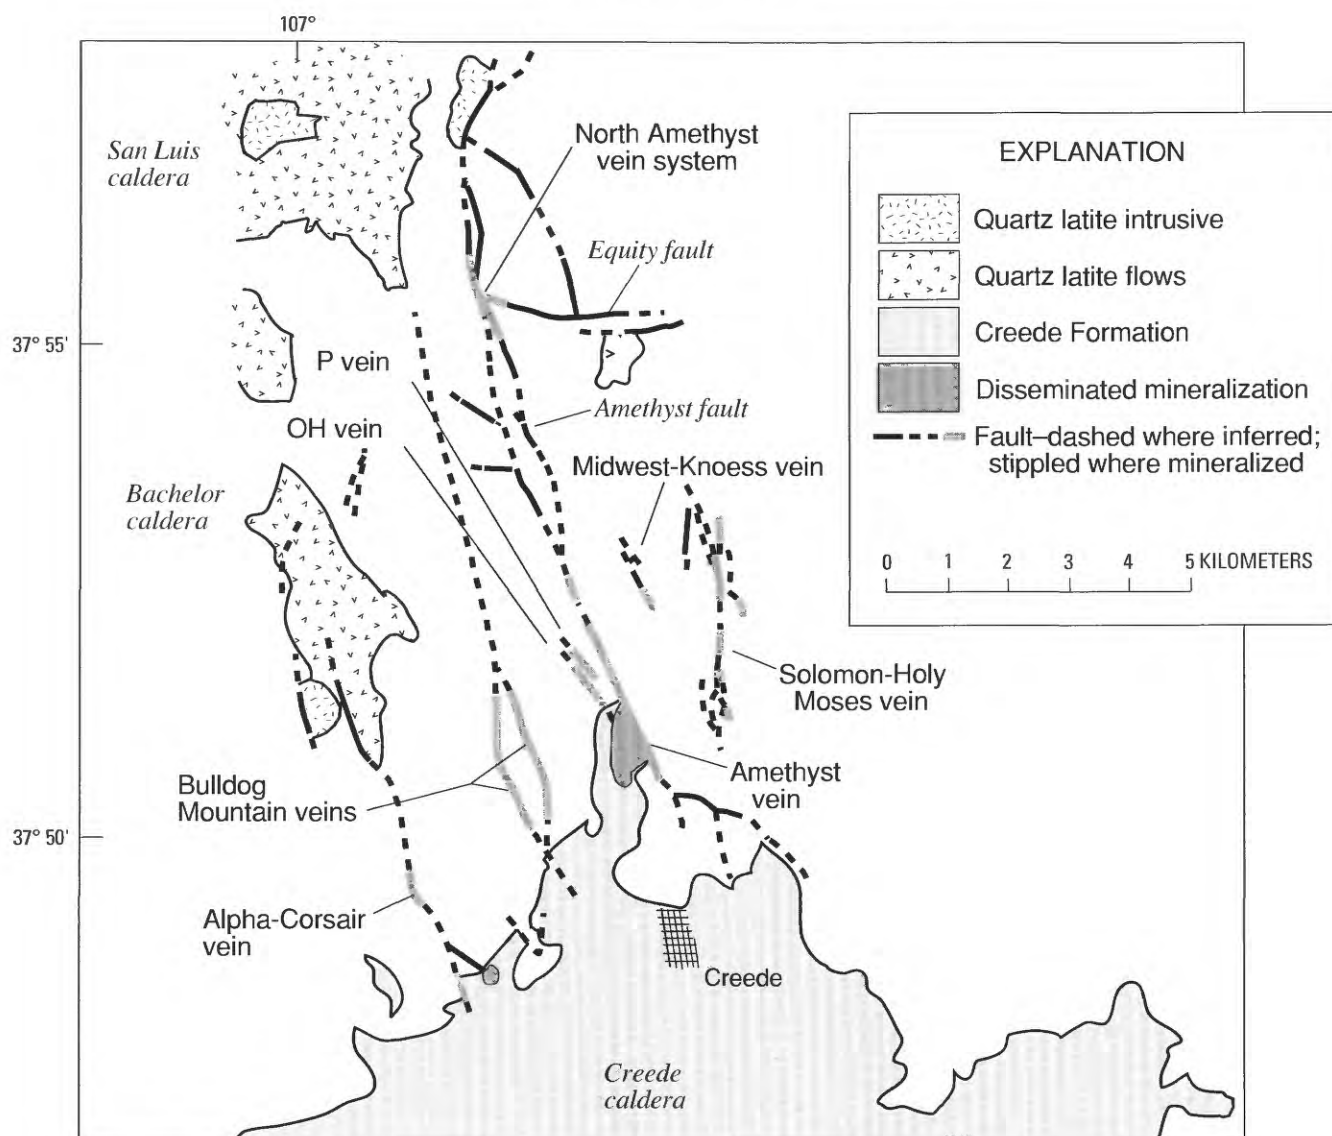 107°
San Luis
caldera
North Amethyst
vein system
Equity fault
37° 55'
P vein
OH vein
Amethyst fault
Midwest-Knoess vein
Bachelor
caldera
Solomon-Holy
Moses vein
Bulldog
Mountain veins
Amethyst
vein
37° 50'
Alpha-Corsair
vein
Creede
Creede
caldera
EXPLANATION
Quartz latite intrusive
Quartz latite flows
Creede Formation
Disseminated mineralization
Fault–dashed where inferred;
stippled where mineralized
0 1 2 3 4 5 KILOMETERS